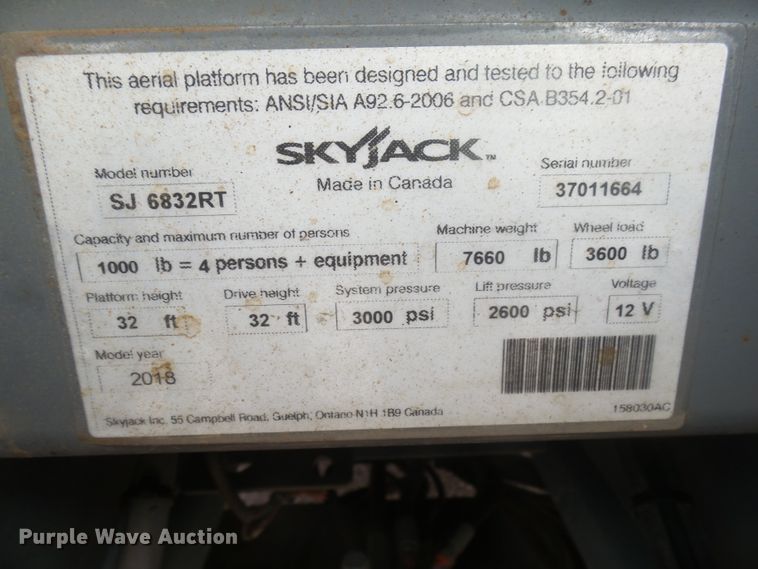 This aerial platform has been designed and tested to the following
requirements: ANSI/SIA A92.6-2006 and CSA B354.2-01
SKYJACK™
Made in Canada
Model number
SJ 6832RT
Serial number
37011664
Capacity and maximum number of persons
1000 lb = 4 persons + equipment
Machine weight
7660 lb
Wheel load
3600 lb
Platform height
32 ft
Drive height
32 ft
System pressure
3000 psi
Lift pressure
2600 psi
Voltage
12 V
Model year
2018
Skyjack Inc. 55 Campbell Road, Guelph, Ontario N1H 1B9 Canada
158030AC
Purple Wave Auction